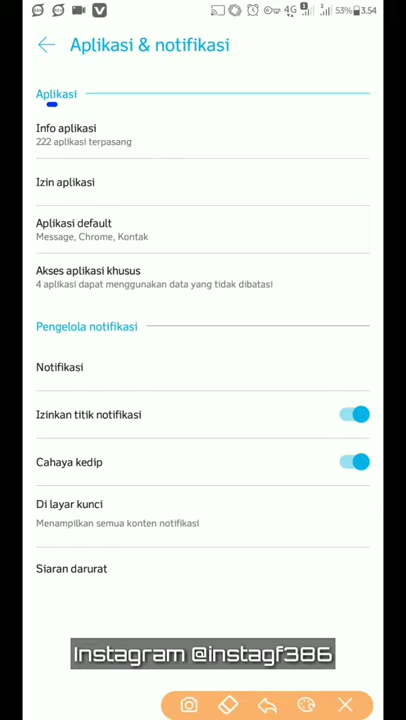 4G 53% 3.54
Aplikasi & notifikasi
Aplikasi
Info aplikasi
222 aplikasi terpasang
Izin aplikasi
Aplikasi default
Message, Chrome, Kontak
Akses aplikasi khusus
4 aplikasi dapat menggunakan data yang tidak dibatasi
Pengelola notifikasi
Notifikasi
Izinkan titik notifikasi
Cahaya kedip
Di layar kunci
Menampilkan semua konten notifikasi
Siaran darurat
Instagram @instagf386